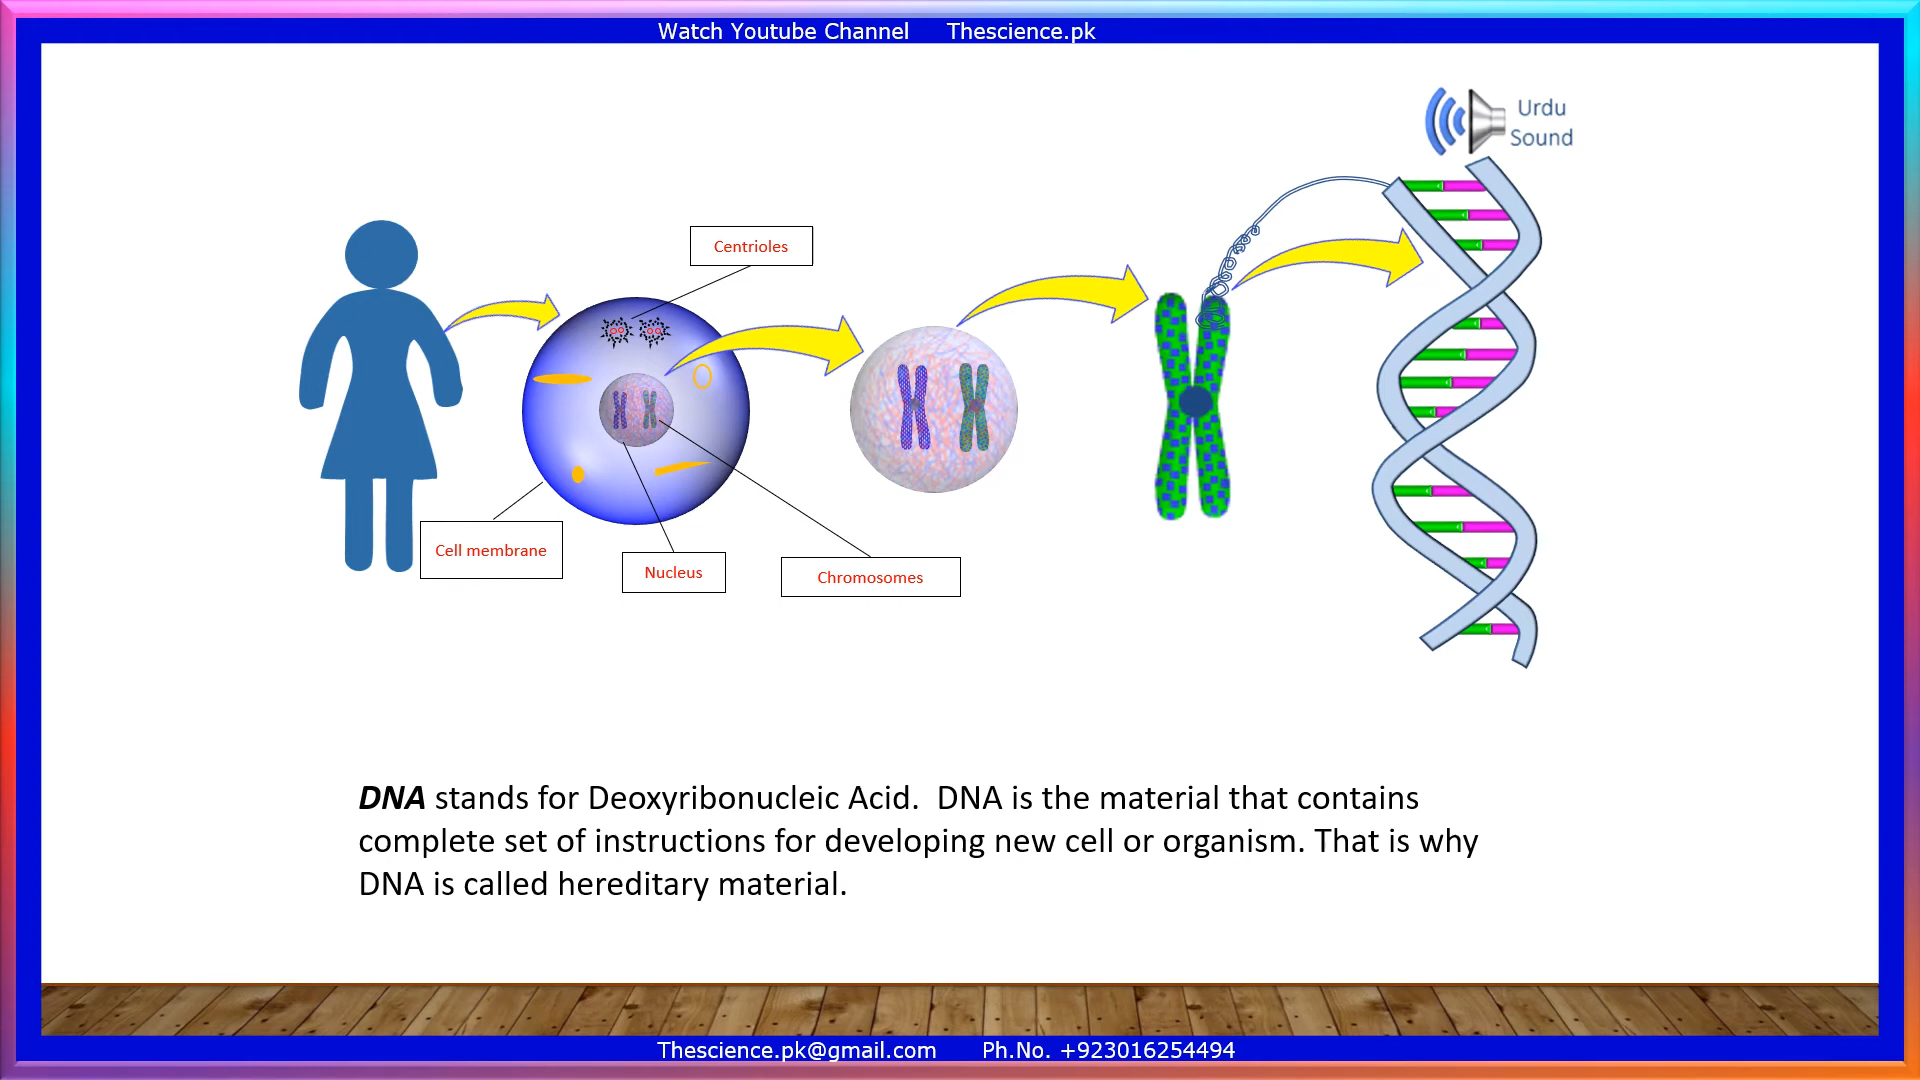 Watch Youtube Channel Thescience.pk
Urdu
Sound
Centrioles
Cell membrane
Nucleus
Chromosomes
DNA stands for Deoxyribonucleic Acid. DNA is the material that contains
complete set of instructions for developing new cell or organism. That is why
DNA is called hereditary material.
Thescience.pk@gmail.com Ph.No. +923016254494